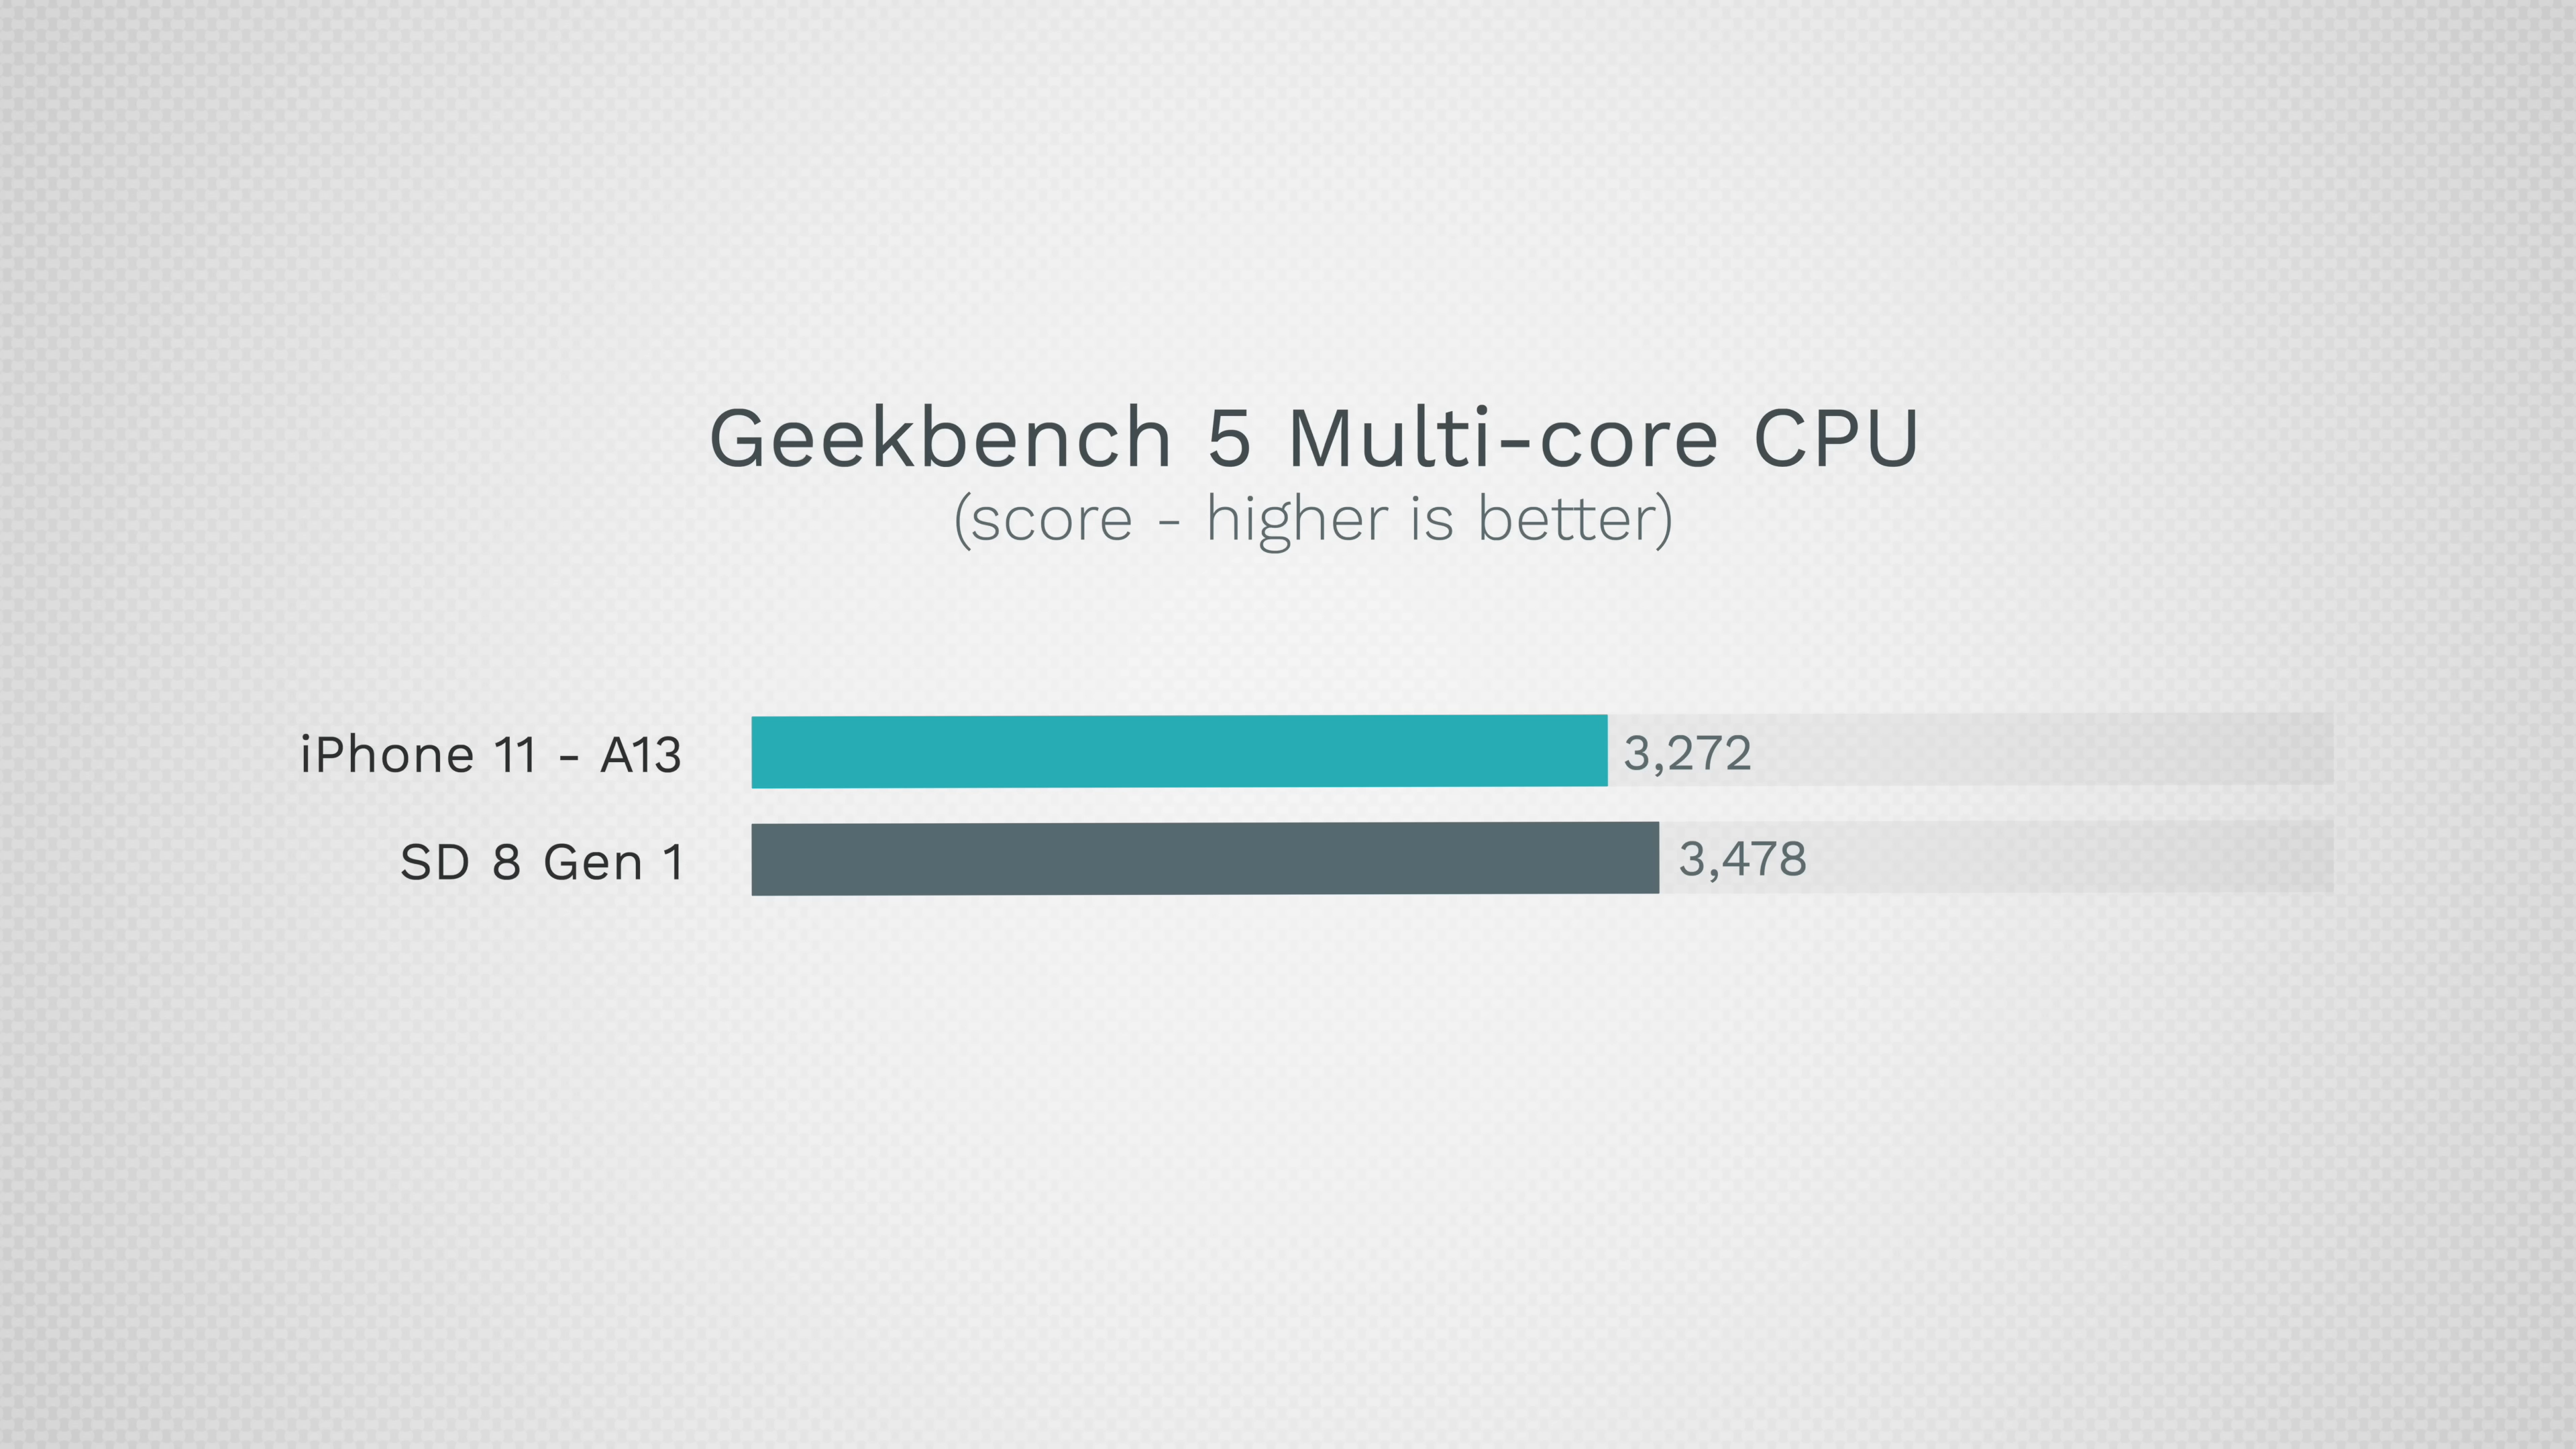 Geekbench 5 Multi-core CPU
(score - higher is better)
iPhone 11 - A13 3,272
SD 8 Gen 1 3,478